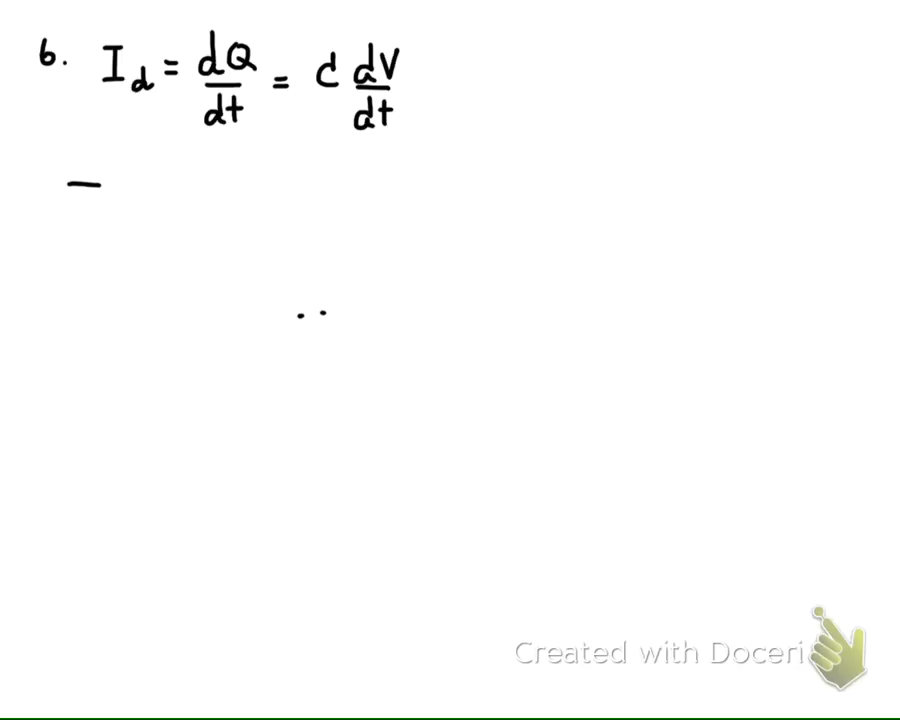 6. I_d = dQ/dt = C dV/dt
—
..
Created with Doceri